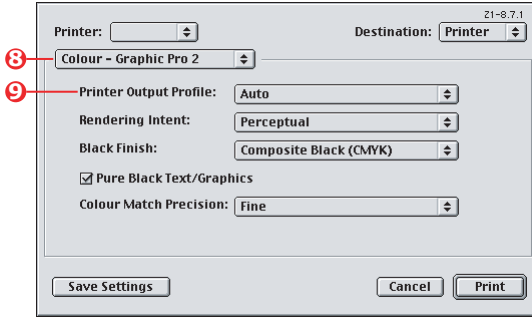 Z1-8.7.1
Printer: Destination: Printer
8 Colour - Graphic Pro 2
9 Printer Output Profile: Auto
Rendering Intent: Perceptual
Black Finish: Composite Black (CMYK)
Pure Black Text/Graphics
Colour Match Precision: Fine
Save Settings Cancel Print